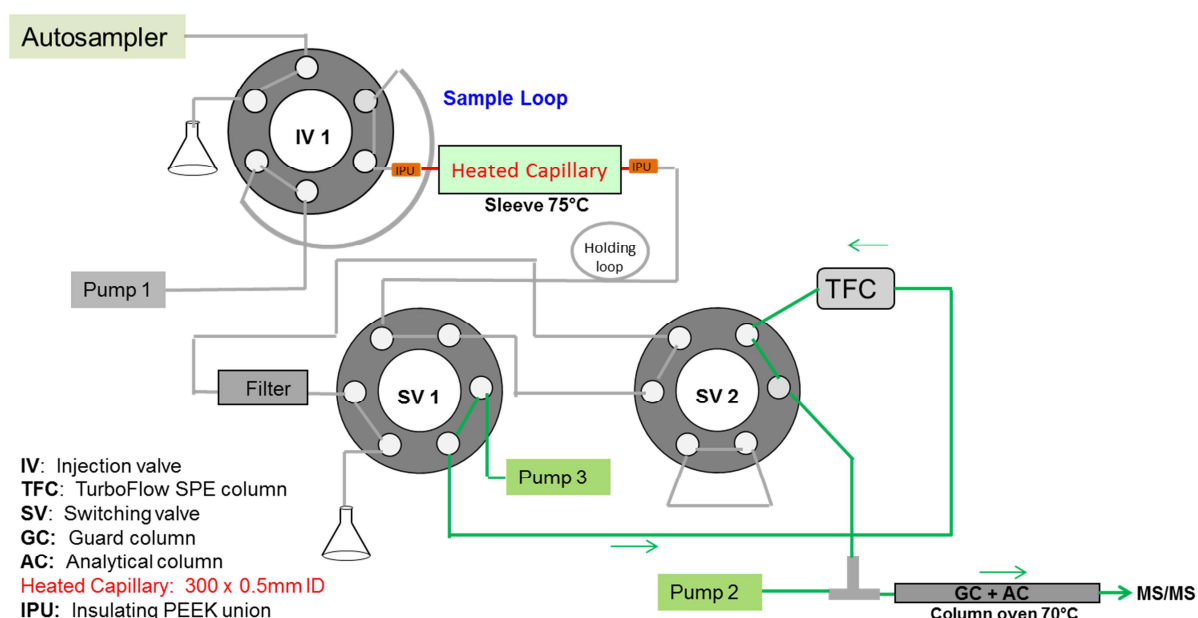 Autosampler
IV 1
Sample Loop
IPU
Heated Capillary
IPU
Sleeve 75°C
Holding
loop
Pump 1
TFC
Filter
SV 1
SV 2
Pump 3
IV: Injection valve
TFC: TurboFlow SPE column
SV: Switching valve
GC: Guard column
AC: Analytical column
Heated Capillary: 300 x 0.5mm ID
IPU: Insulating PEEK union
Pump 2
GC + AC
MS/MS
Column oven 70°C